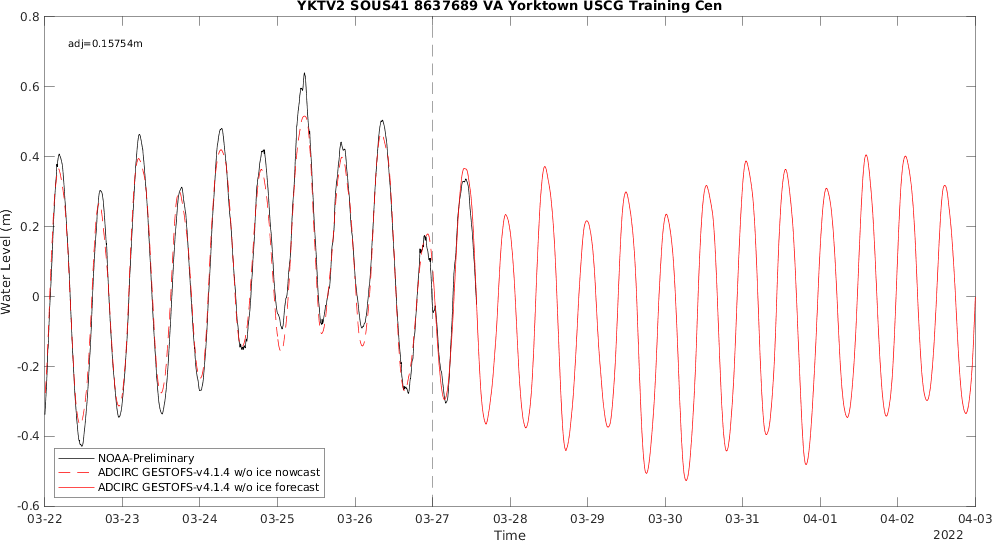 YKTV2 SOUS41 8637689 VA Yorktown USCG Training Cen
adj=0.15754m
0.8
0.6
0.4
0.2
0
-0.2
-0.4
-0.6
Water Level (m)
NOAA-Preliminary
ADCIRC GESTOFS-v4.1.4 w/o ice nowcast
ADCIRC GESTOFS-v4.1.4 w/o ice forecast
03-22 03-23 03-24 03-25 03-26 03-27 03-28 03-29 03-30 03-31 04-01 04-02 04-03
Time
2022